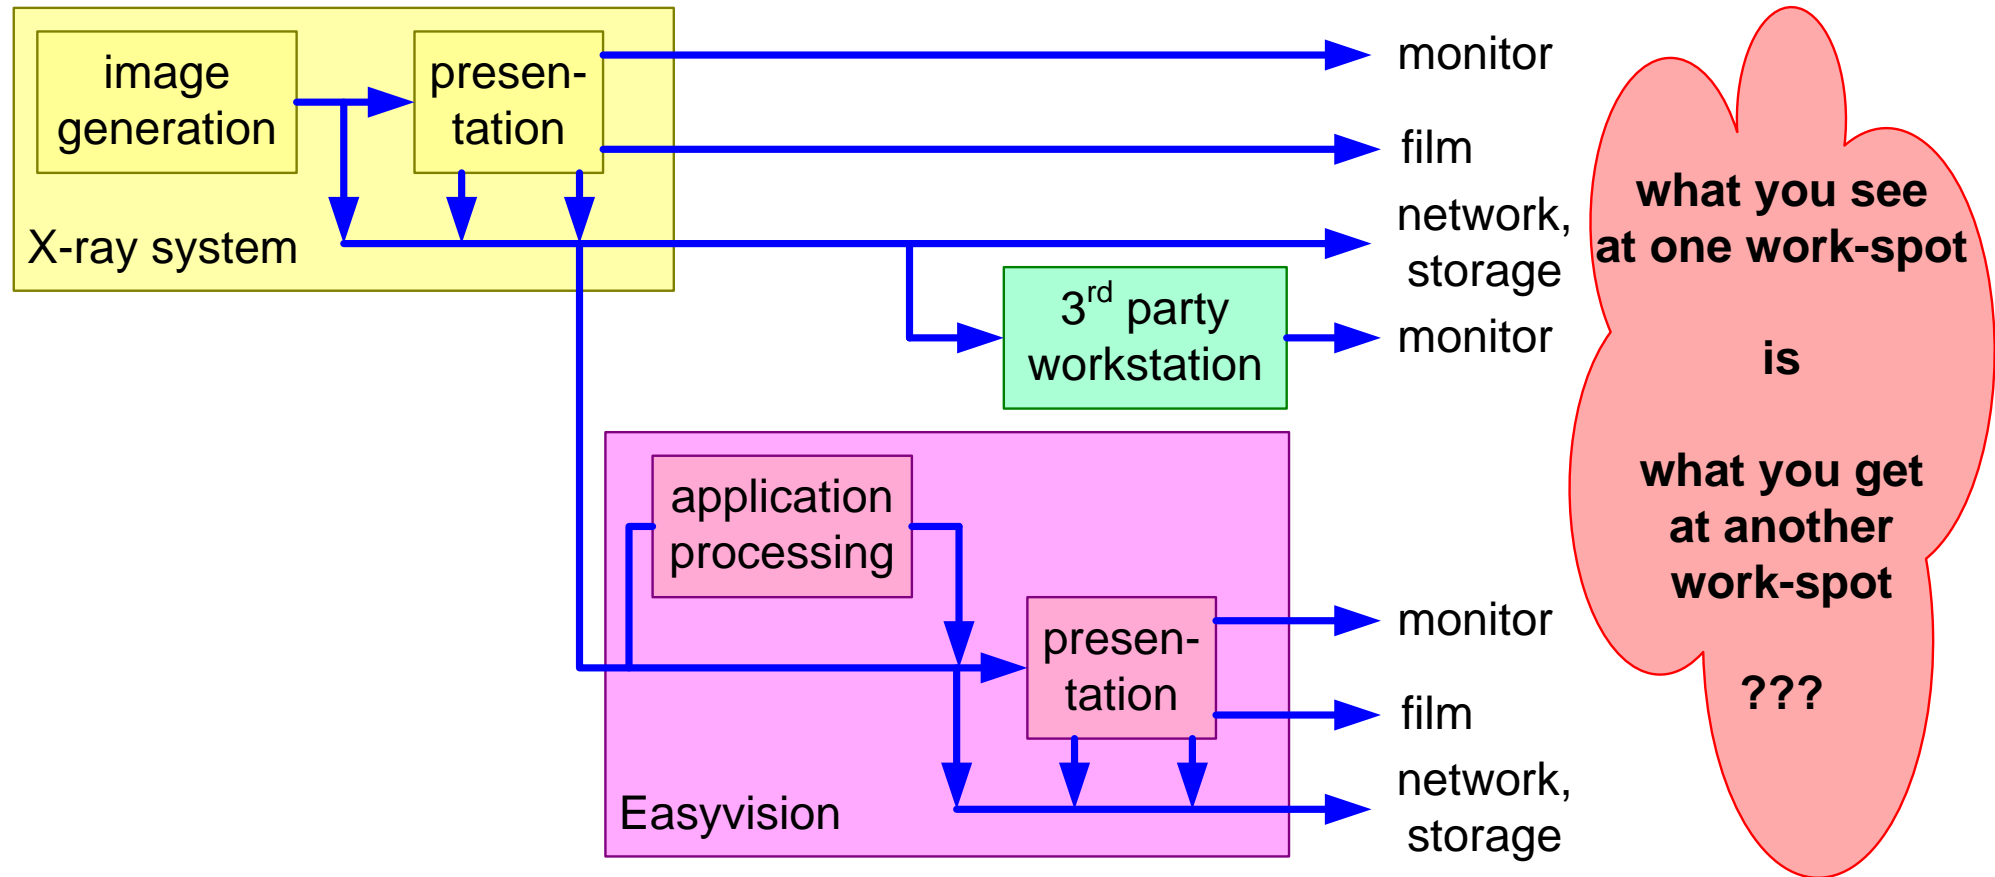 image
generation
presen-
tation
X-ray system
monitor
film
network,
storage
3rd party
workstation
monitor
application
processing
presen-
tation
Easyvision
monitor
film
network,
storage
what you see
at one work-spot
is
what you get
at another
work-spot
???